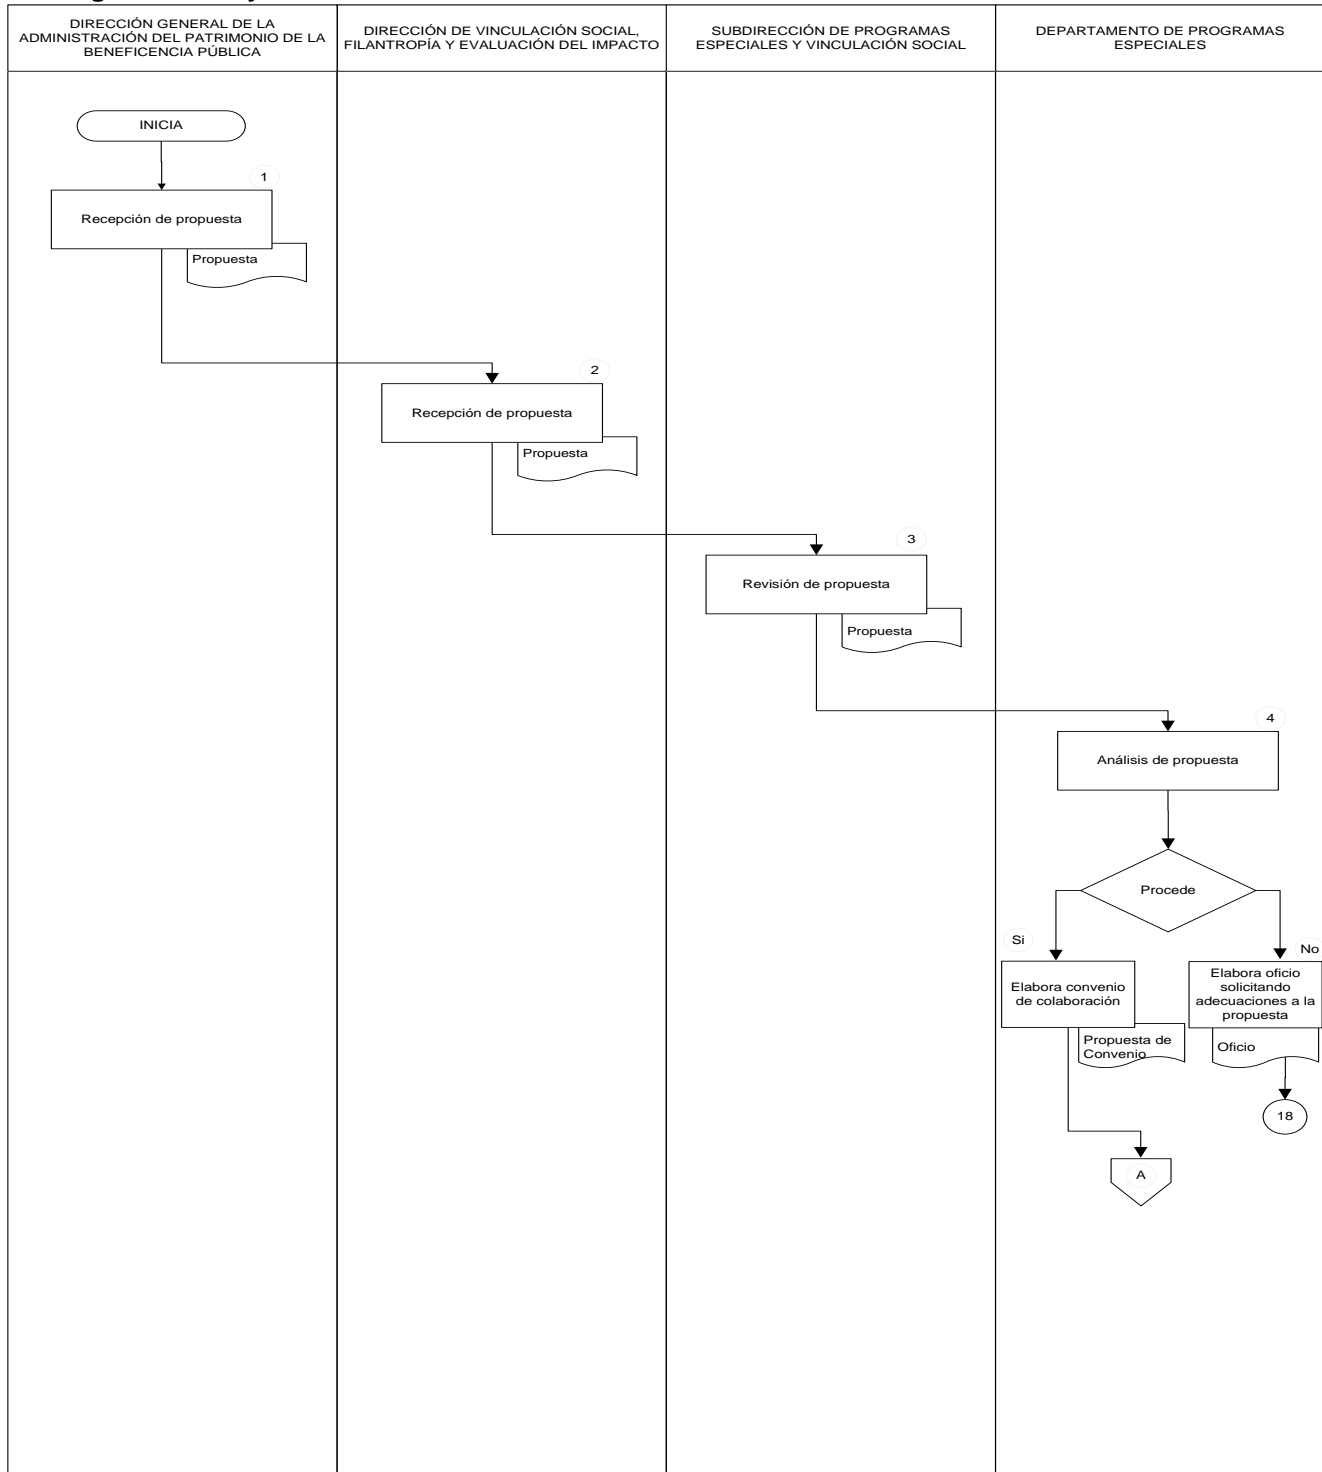 DIRECCIÓN GENERAL DE LA
ADMINISTRACIÓN DEL PATRIMONIO DE LA
BENEFICENCIA PÚBLICA
DIRECCIÓN DE VINCULACIÓN SOCIAL,
FILANTROPÍA Y EVALUACIÓN DEL IMPACTO
SUBDIRECCIÓN DE PROGRAMAS
ESPECIALES Y VINCULACIÓN SOCIAL
DEPARTAMENTO DE PROGRAMAS
ESPECIALES
INICIA
1
Recepción de propuesta
Propuesta
2
Recepción de propuesta
Propuesta
3
Revisión de propuesta
Propuesta
4
Análisis de propuesta
Procede
Si
No
Elabora convenio
de colaboración
Propuesta de
Convenio
Elabora oficio
solicitando
adecuaciones a la
propuesta
Oficio
18
A